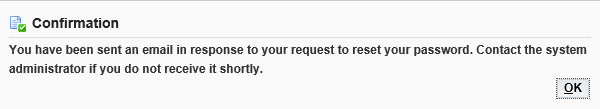 Confirmation
You have been sent an email in response to your request to reset your password. Contact the system
administrator if you do not receive it shortly.
OK